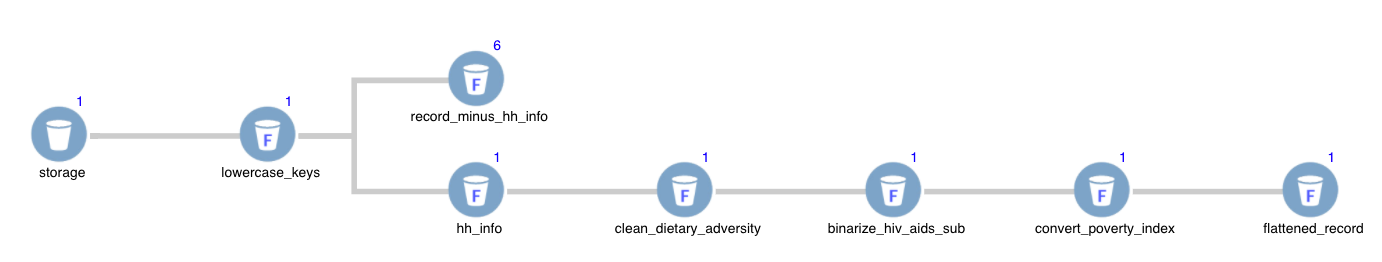 6
record_minus_hh_info
1
storage
1
F
lowercase_keys
F
1
F
hh_info
1
F
clean_dietary_adversity
1
F
binarize_hiv_aids_sub
1
F
convert_poverty_index
1
F
flattened_record